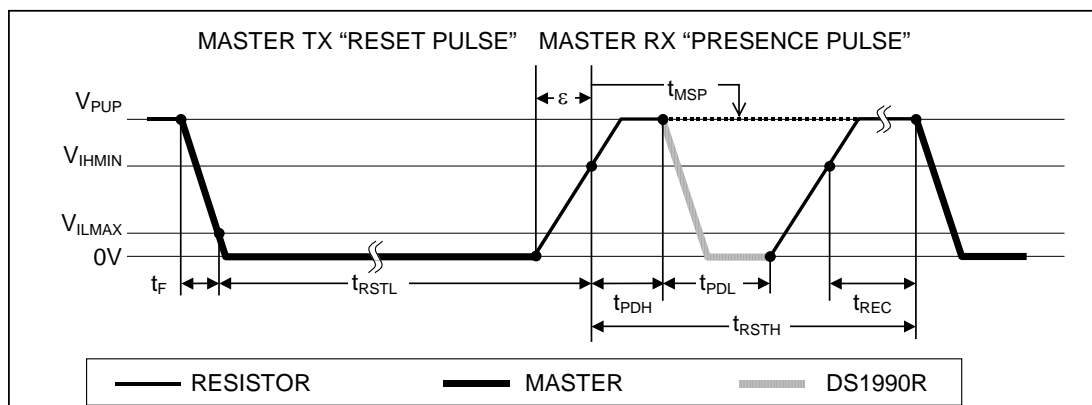 MASTER TX “RESET PULSE” MASTER RX “PRESENCE PULSE”
ε tMSP
VPUP
VIHMIN
VILMAX
0V
tF tRSTL tPDH tPDL tREC
tRSTH
RESISTOR MASTER DS1990R